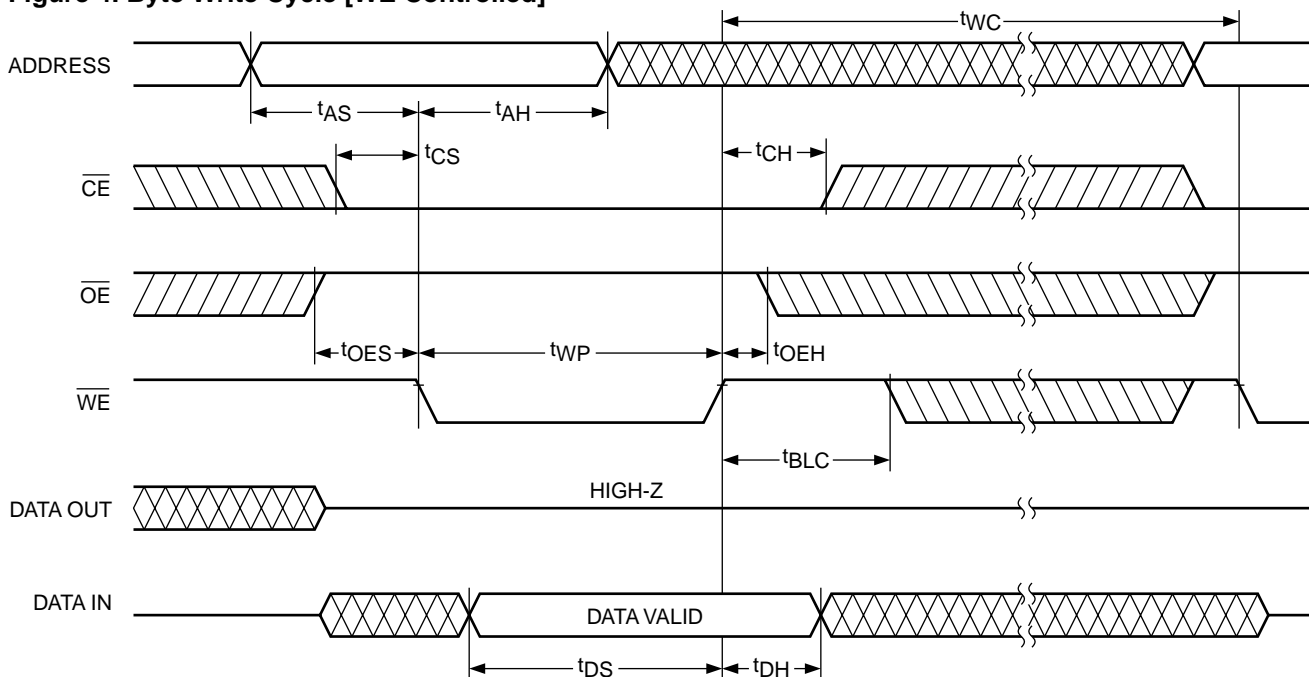 Figure 4. Byte Write Cycle [WE Controlled]
tWC
ADDRESS
tAS
tAH
tCS
tCH
CE
OE
tOES
tWP
tOEH
WE
tBLC
HIGH-Z
DATA OUT
DATA IN
DATA VALID
tDS
tDH